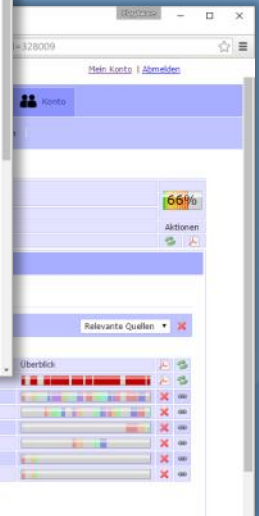 =328009
Mein Konto | Abmelden
Konto
66%
Aktionen
Relevante Quellen
Überblick